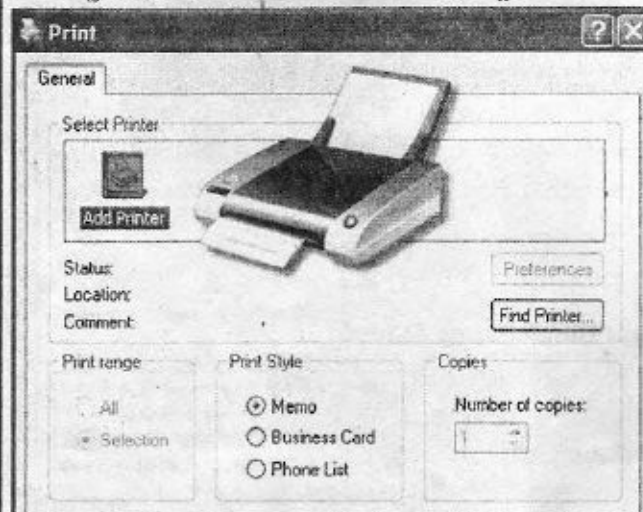 Print
General
Select Printer
Add Printer
Status:
Location:
Comment:
Preferences
Find Printer...
Print range
Print Style
Copies
All
Selection
Memo
Business Card
Phone List
Number of copies:
1